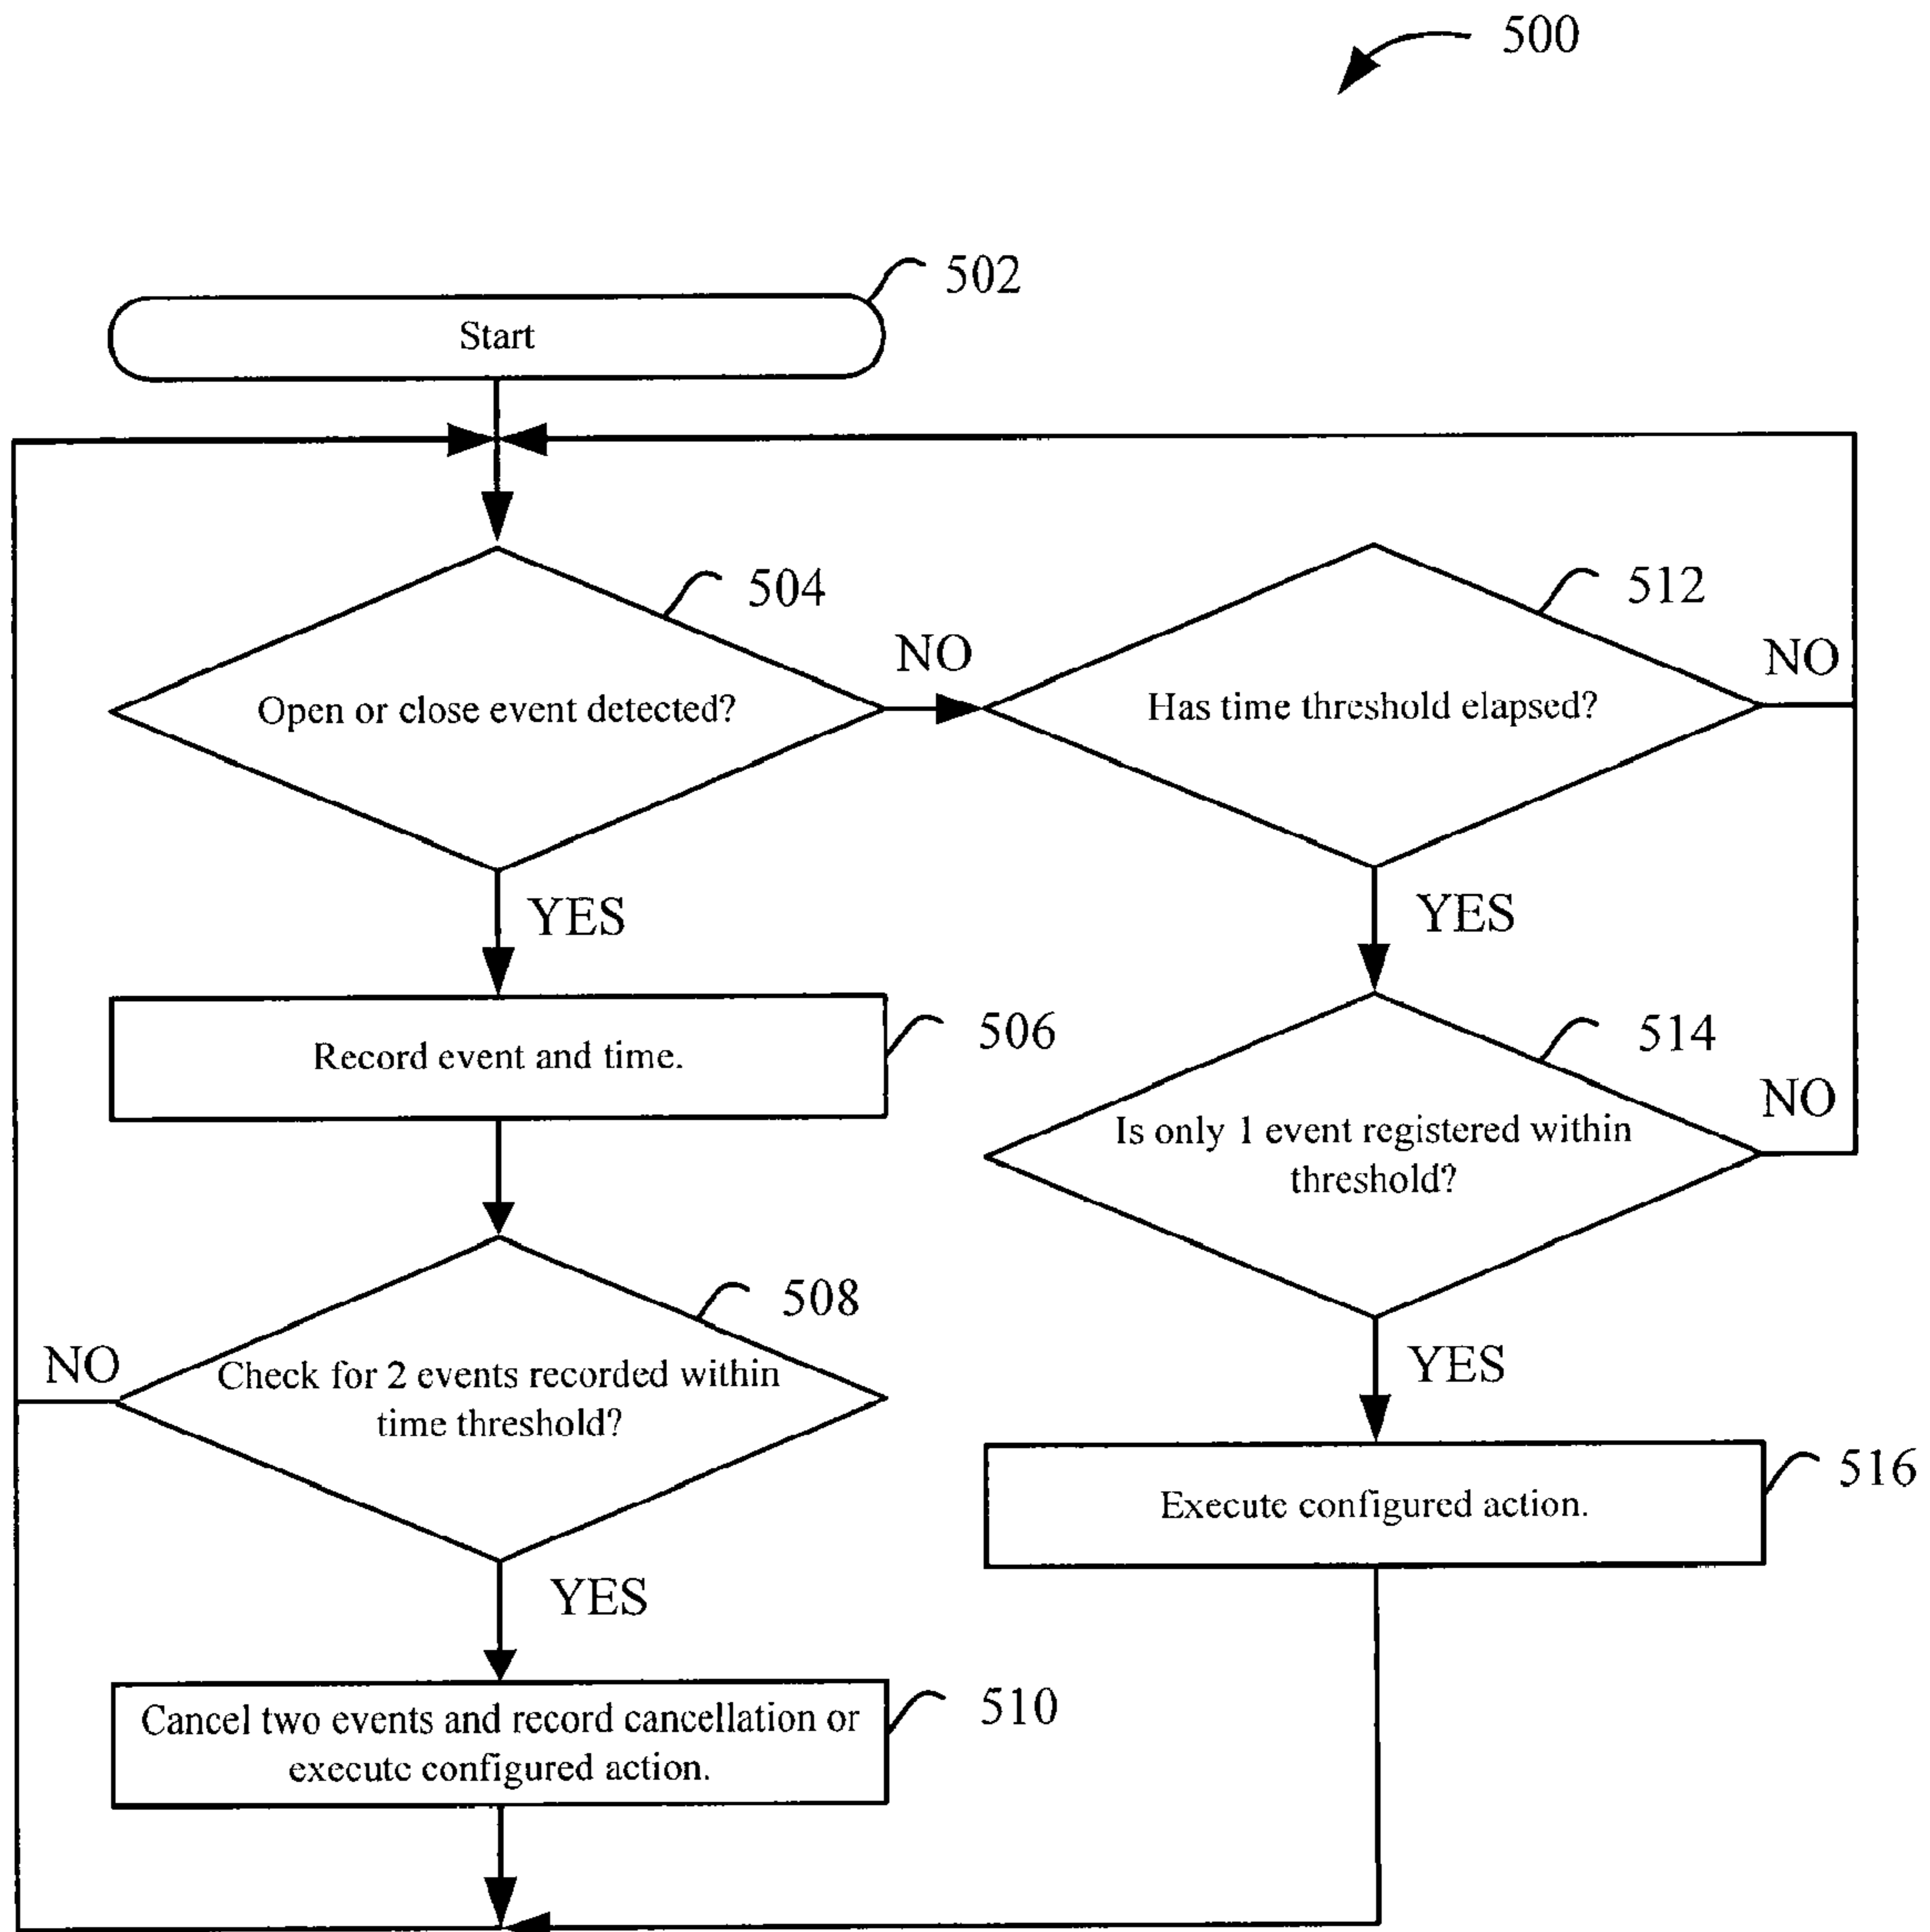 500
502
Start
504
NO
512
NO
Open or close event detected?
Has time threshold elapsed?
YES
YES
Record event and time.
506
514
NO
Is only 1 event registered within
threshold?
508
NO
Check for 2 events recorded within
time threshold?
YES
516
Execute configured action.
YES
Cancel two events and record cancellation or
execute configured action.
510